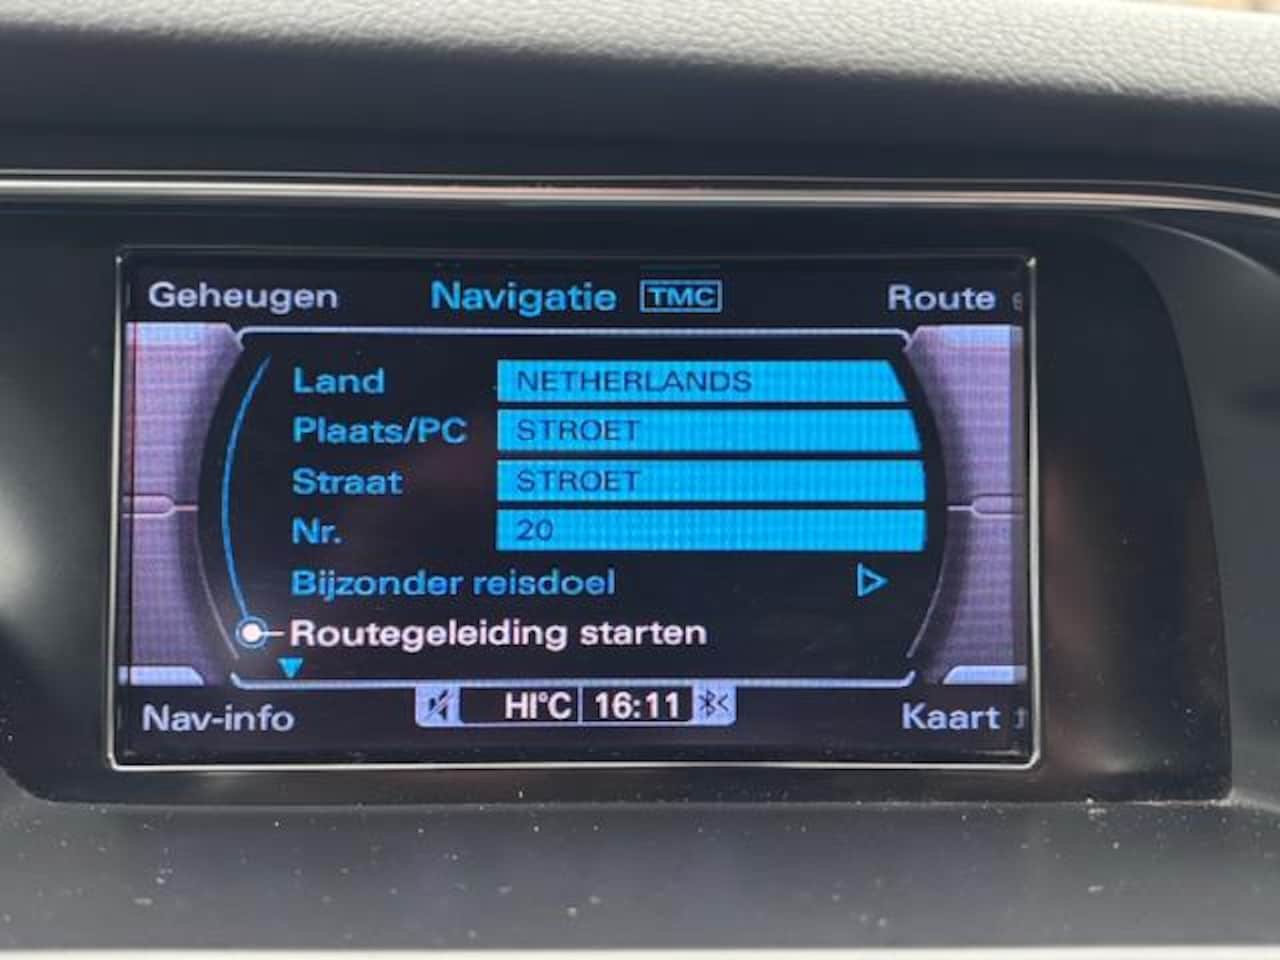 Geheugen Navigatie TMC Route
Land NETHERLANDS
Plaats/PC STROET
Straat STROET
Nr. 20
Bijzonder reisdoel
Routegeleiding starten
Nav-info HI°C 16:11 Kaart